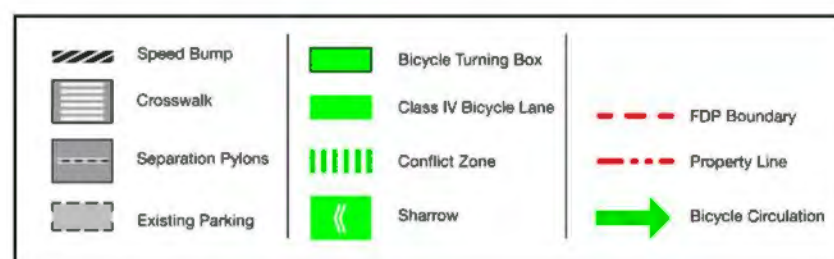 Speed Bump
Crosswalk
Separation Pylons
Existing Parking
Bicycle Turning Box
Class IV Bicycle Lane
Conflict Zone
Sharrow
FDP Boundary
Property Line
Bicycle Circulation